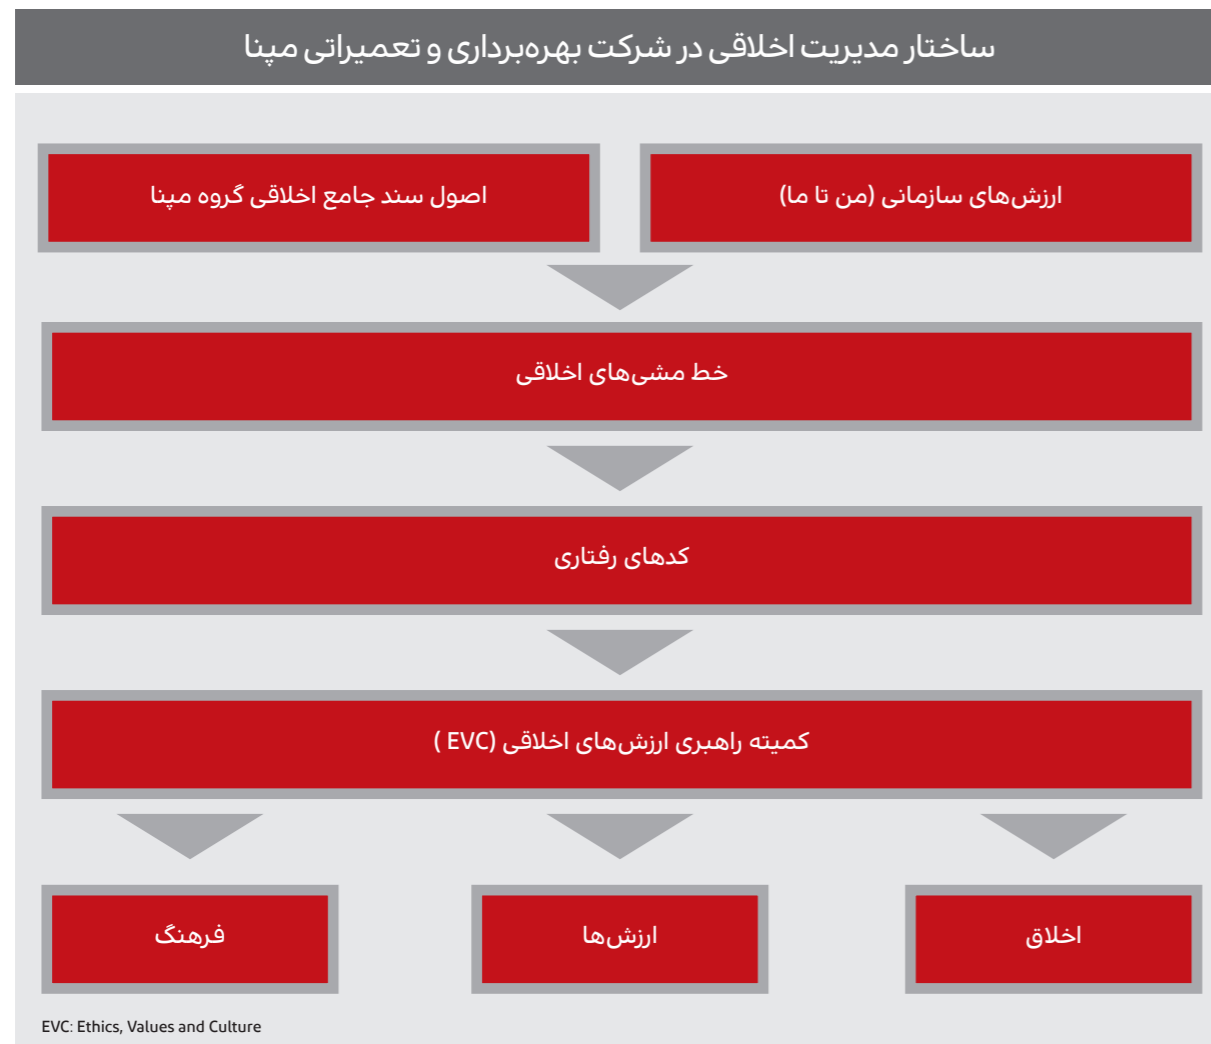 ساختار مدیریت اخلاقی در شرکت بهره‌برداری و تعمیراتی مپنا
ارزش‌های سازمانی (من تا ما)
اصول سند جامع اخلاقی گروه مپنا
خط مشی‌های اخلاقی
کدهای رفتاری
کمیته راهبری ارزش‌های اخلاقی (EVC )
اخلاق
ارزش‌ها
فرهنگ
EVC: Ethics, Values and Culture